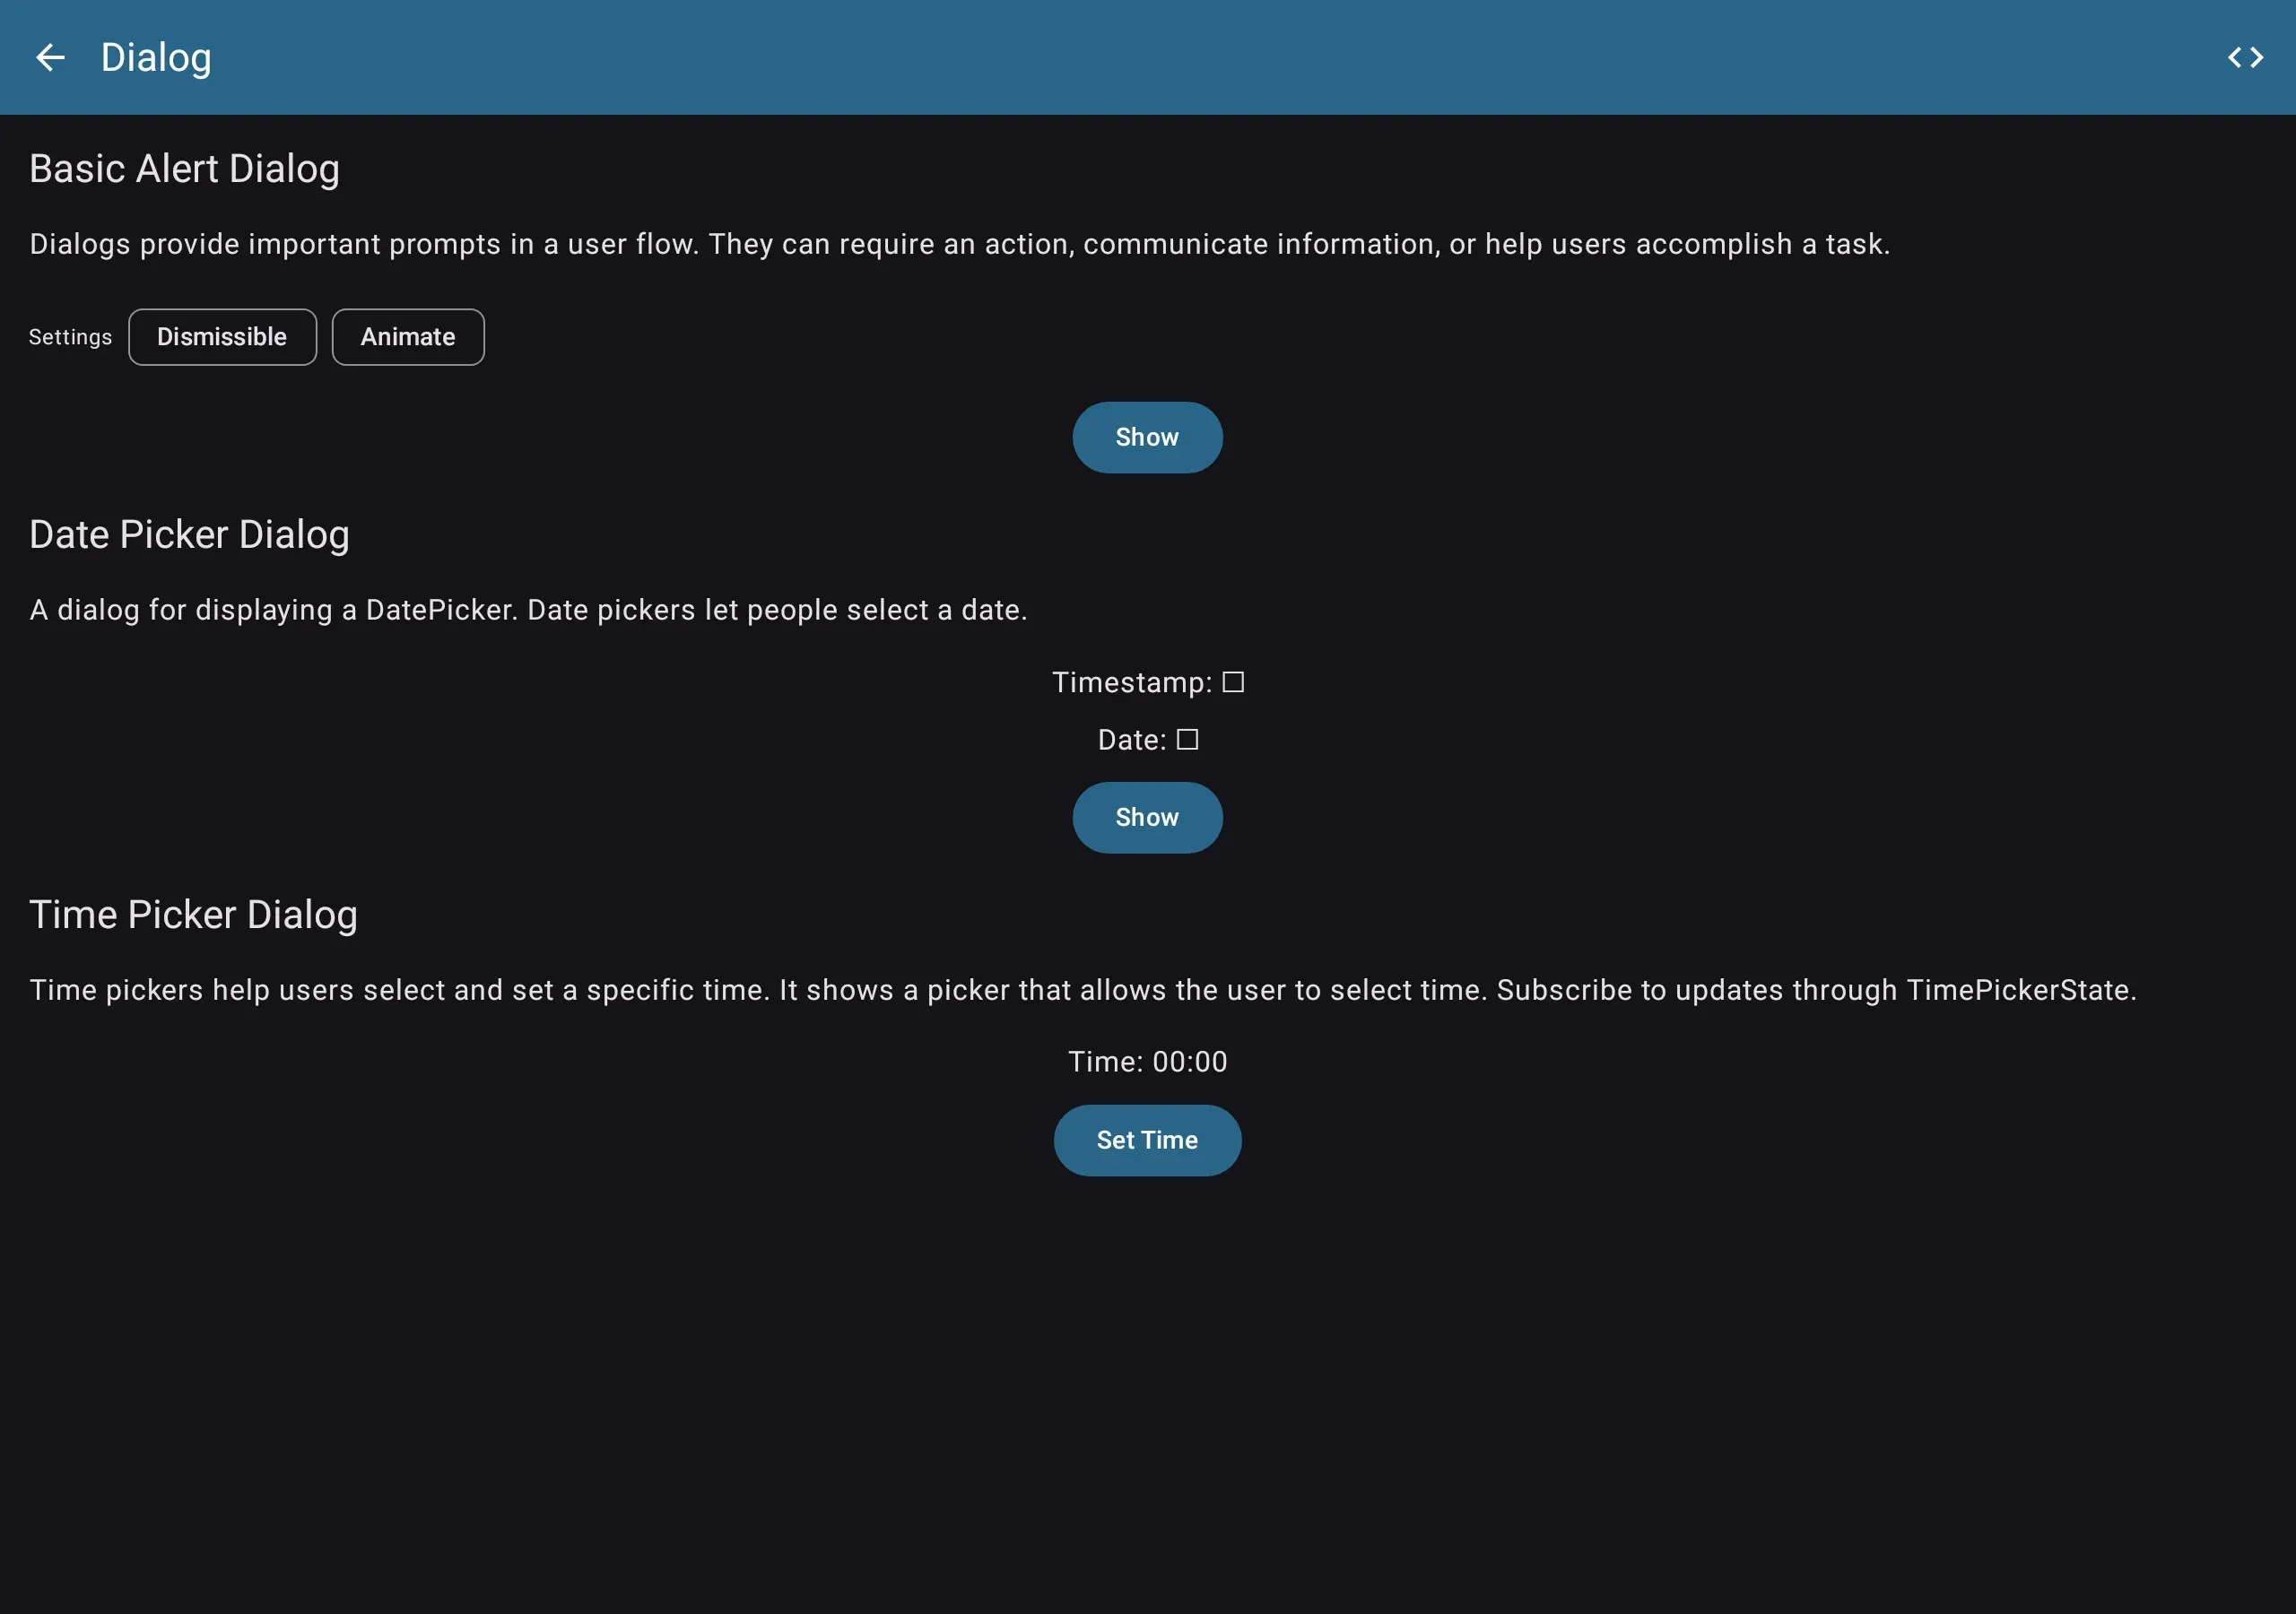 Dialog
Basic Alert Dialog
Dialogs provide important prompts in a user flow. They can require an action, communicate information, or help users accomplish a task.
Settings Dismissible Animate
Show
Date Picker Dialog
A dialog for displaying a DatePicker. Date pickers let people select a date.
Timestamp: □
Date: □
Show
Time Picker Dialog
Time pickers help users select and set a specific time. It shows a picker that allows the user to select time. Subscribe to updates through TimePickerState.
Time: 00:00
Set Time